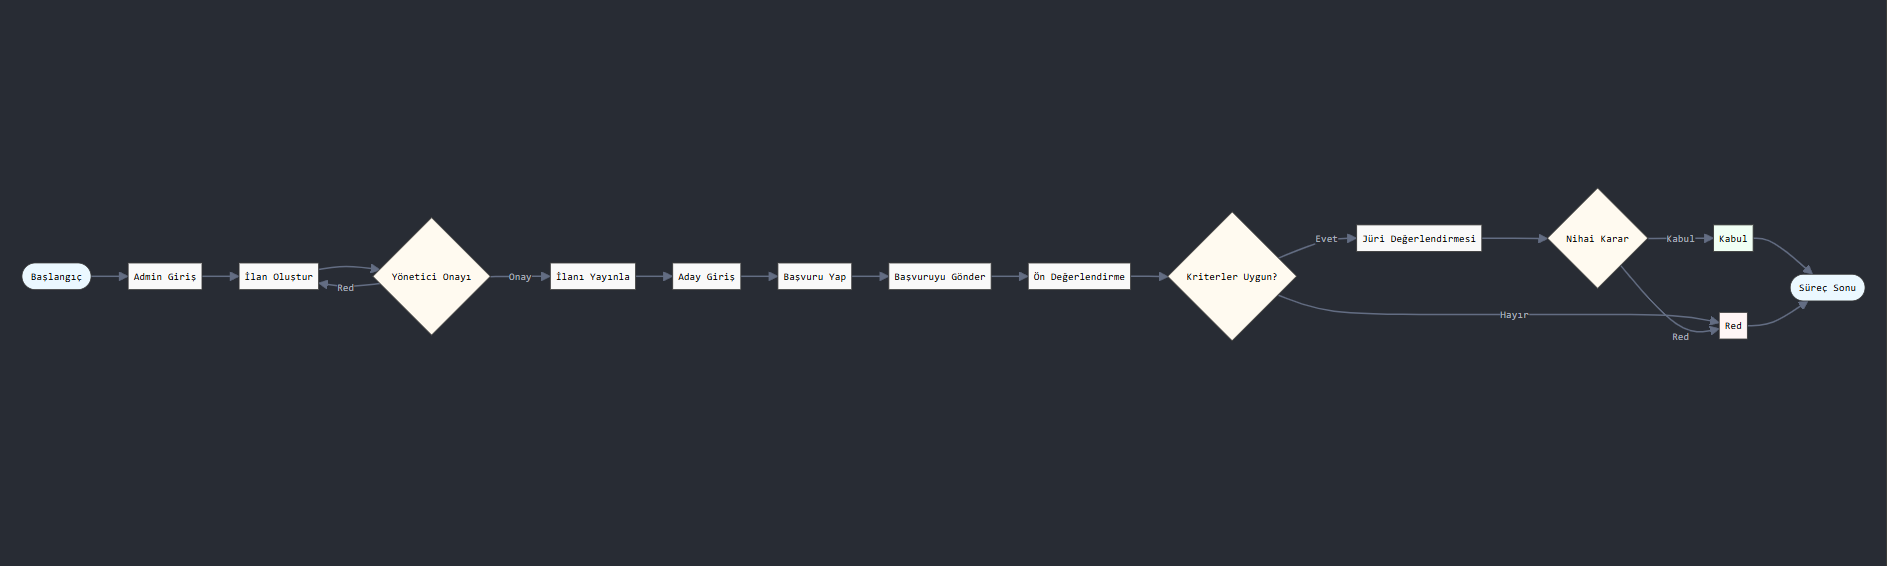 Başlangıç
Admin Giriş
İlan Oluştur
Red
Yönetici Onayı
Onay
İlanı Yayınla
Aday Giriş
Başvuru Yap
Başvuruyu Gönder
Ön Değerlendirme
Kriterler Uygun?
Evet
Jüri Değerlendirmesi
Nihai Karar
Kabul
Kabul
Hayır
Red
Red
Süreç Sonu